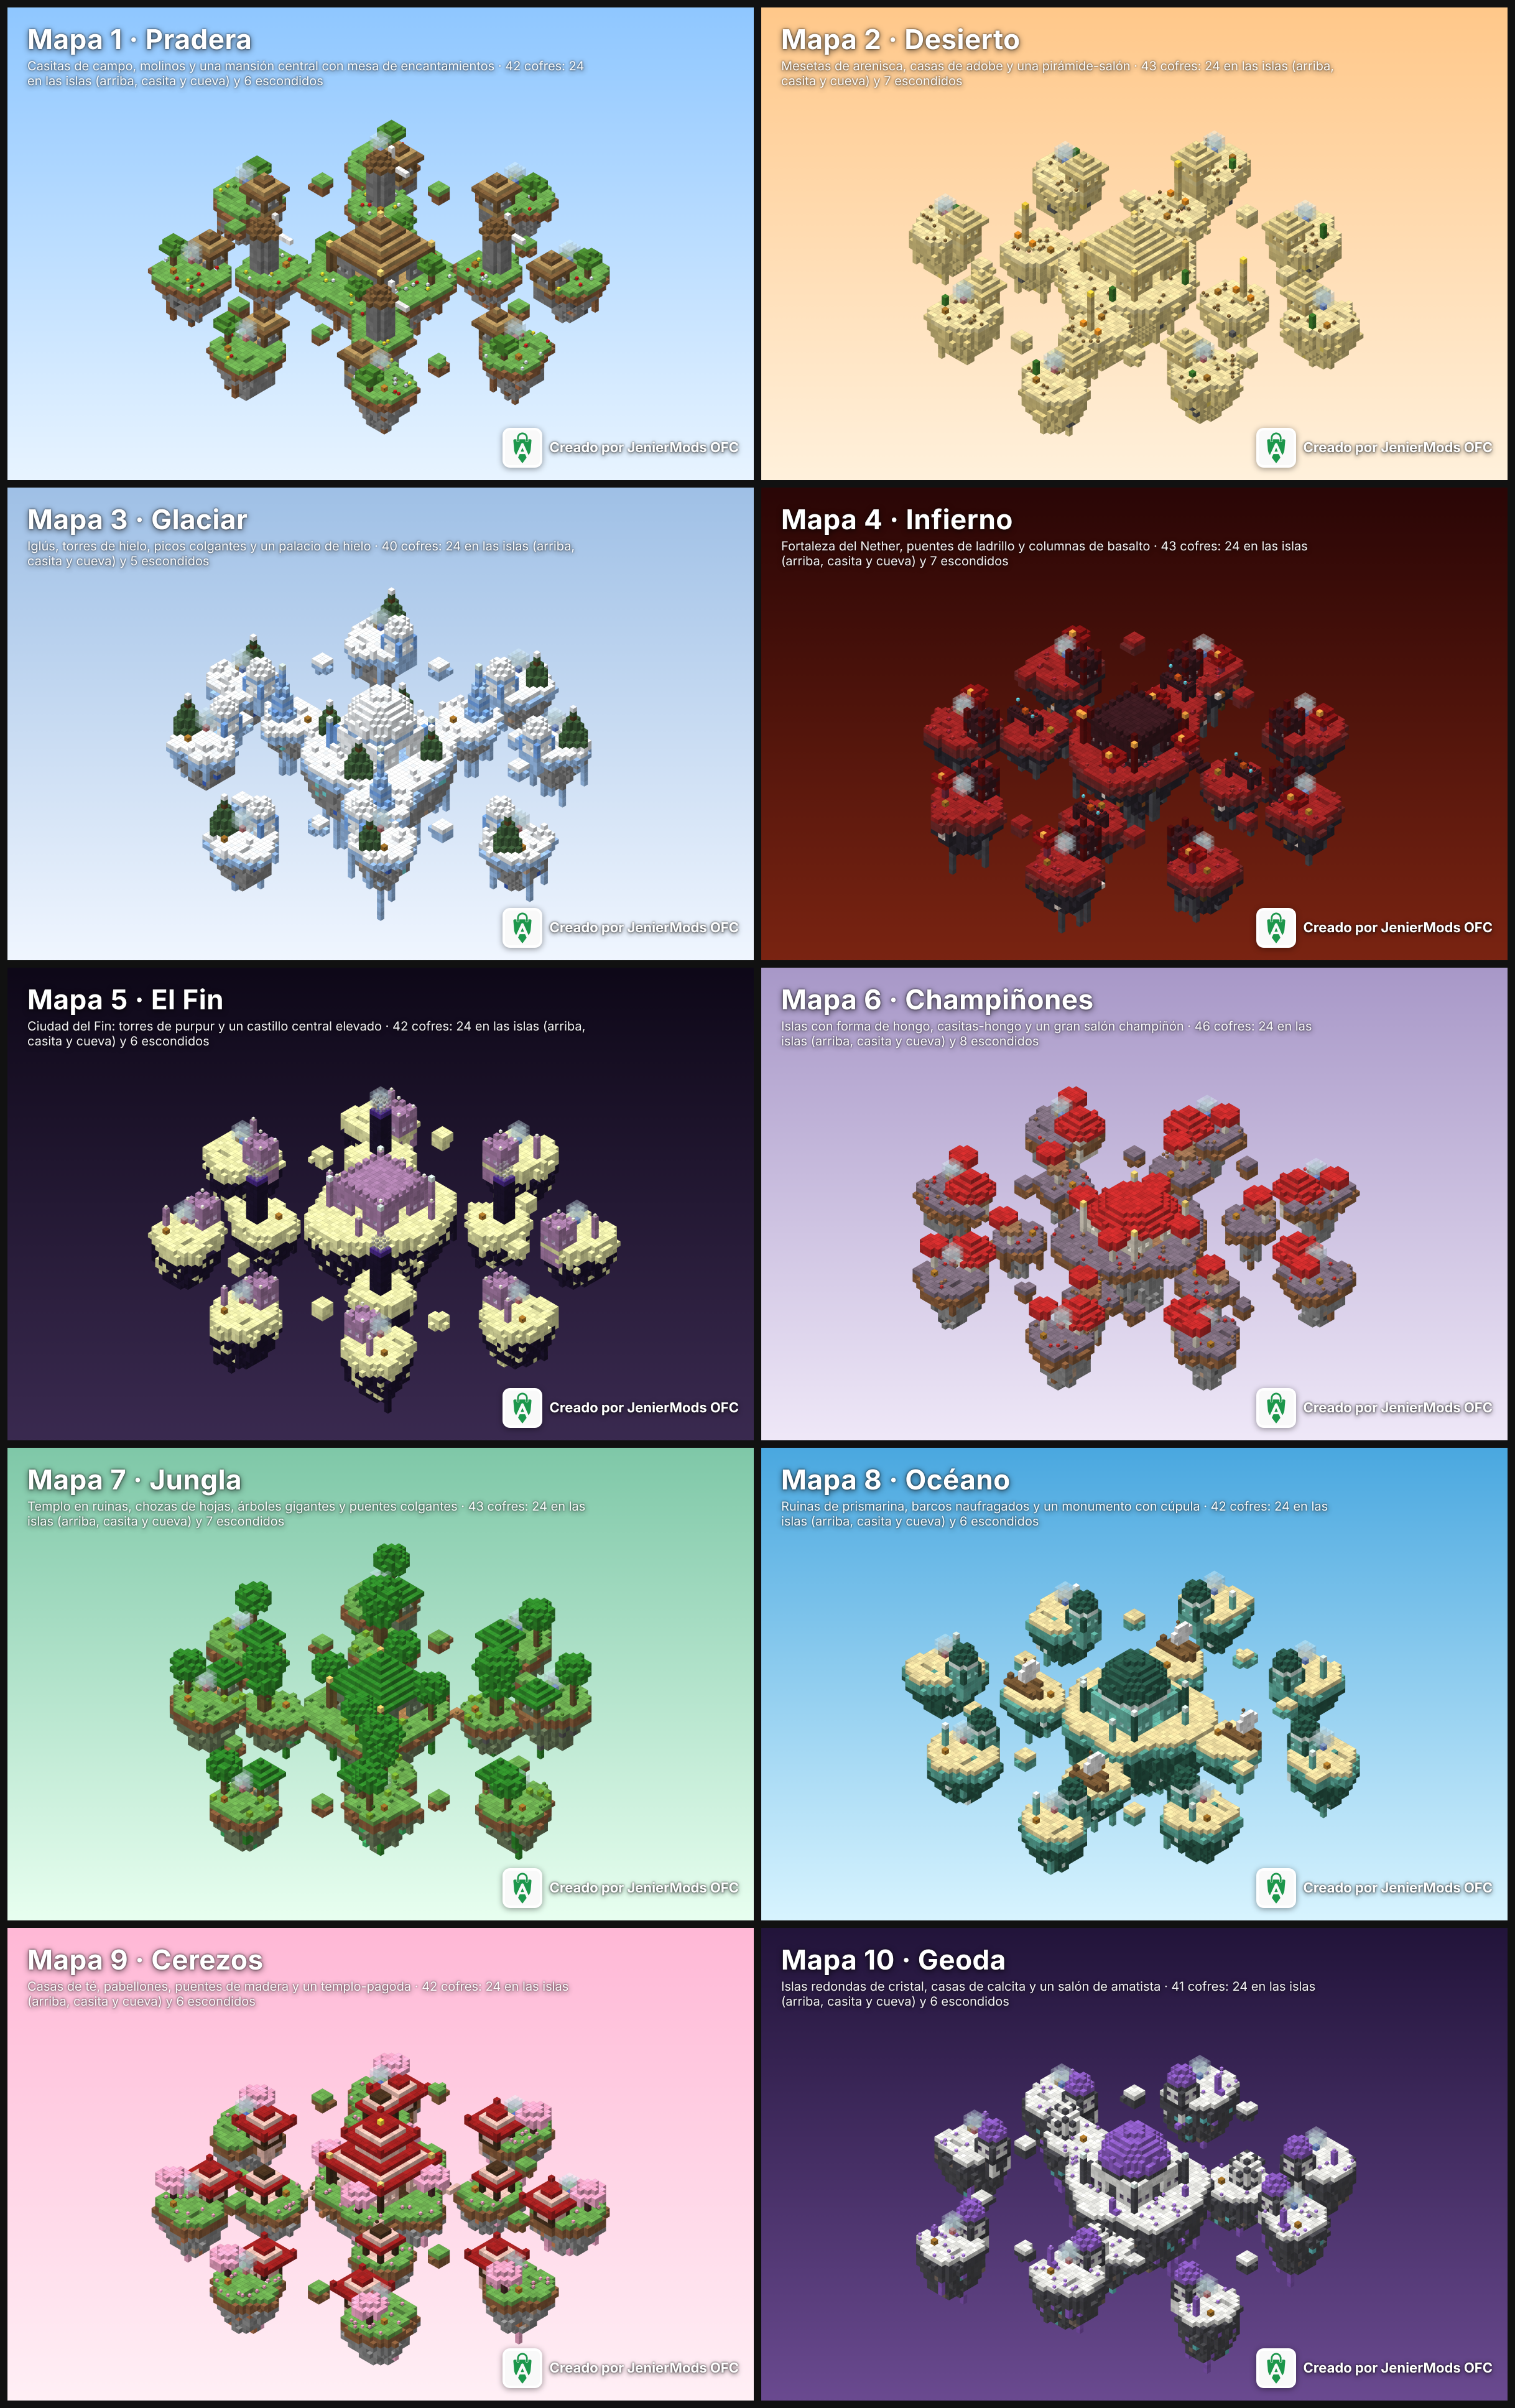 Mapa 1 · Pradera
Casitas de campo, molinos y una mansión central con mesa de encantamientos · 42 cofres: 24
en las islas (arriba, casita y cueva) y 6 escondidos
Creado por JenierMods OFC
Mapa 2 · Desierto
Mesetas de arenisca, casas de adobe y una pirámide-salón · 43 cofres: 24 en las islas (arriba,
casita y cueva) y 7 escondidos
Creado por JenierMods OFC
Mapa 3 · Glaciar
Iglús, torres de hielo, picos colgantes y un palacio de hielo · 40 cofres: 24 en las islas (arriba,
casita y cueva) y 5 escondidos
Creado por JenierMods OFC
Mapa 4 · Infierno
Fortaleza del Nether, puentes de ladrillo y columnas de basalto · 43 cofres: 24 en las islas
(arriba, casita y cueva) y 7 escondidos
Creado por JenierMods OFC
Mapa 5 · El Fin
Ciudad del Fin: torres de purpur y un castillo central elevado · 42 cofres: 24 en las islas (arriba,
casita y cueva) y 6 escondidos
Creado por JenierMods OFC
Mapa 6 · Champiñones
Islas con forma de hongo, casitas-hongo y un gran salón champiñón · 46 cofres: 24 en las
islas (arriba, casita y cueva) y 8 escondidos
Creado por JenierMods OFC
Mapa 7 · Jungla
Templo en ruinas, chozas de hojas, árboles gigantes y puentes colgantes · 43 cofres: 24 en las
islas (arriba, casita y cueva) y 7 escondidos
Creado por JenierMods OFC
Mapa 8 · Océano
Ruinas de prismarina, barcos naufragados y un monumento con cúpula · 42 cofres: 24 en las
islas (arriba, casita y cueva) y 6 escondidos
Creado por JenierMods OFC
Mapa 9 · Cerezos
Casas de té, pabellones, puentes de madera y un templo-pagoda · 42 cofres: 24 en las islas
(arriba, casita y cueva) y 6 escondidos
Creado por JenierMods OFC
Mapa 10 · Geoda
Islas redondas de cristal, casas de calcita y un salón de amatista · 41 cofres: 24 en las islas
(arriba, casita y cueva) y 6 escondidos
Creado por JenierMods OFC